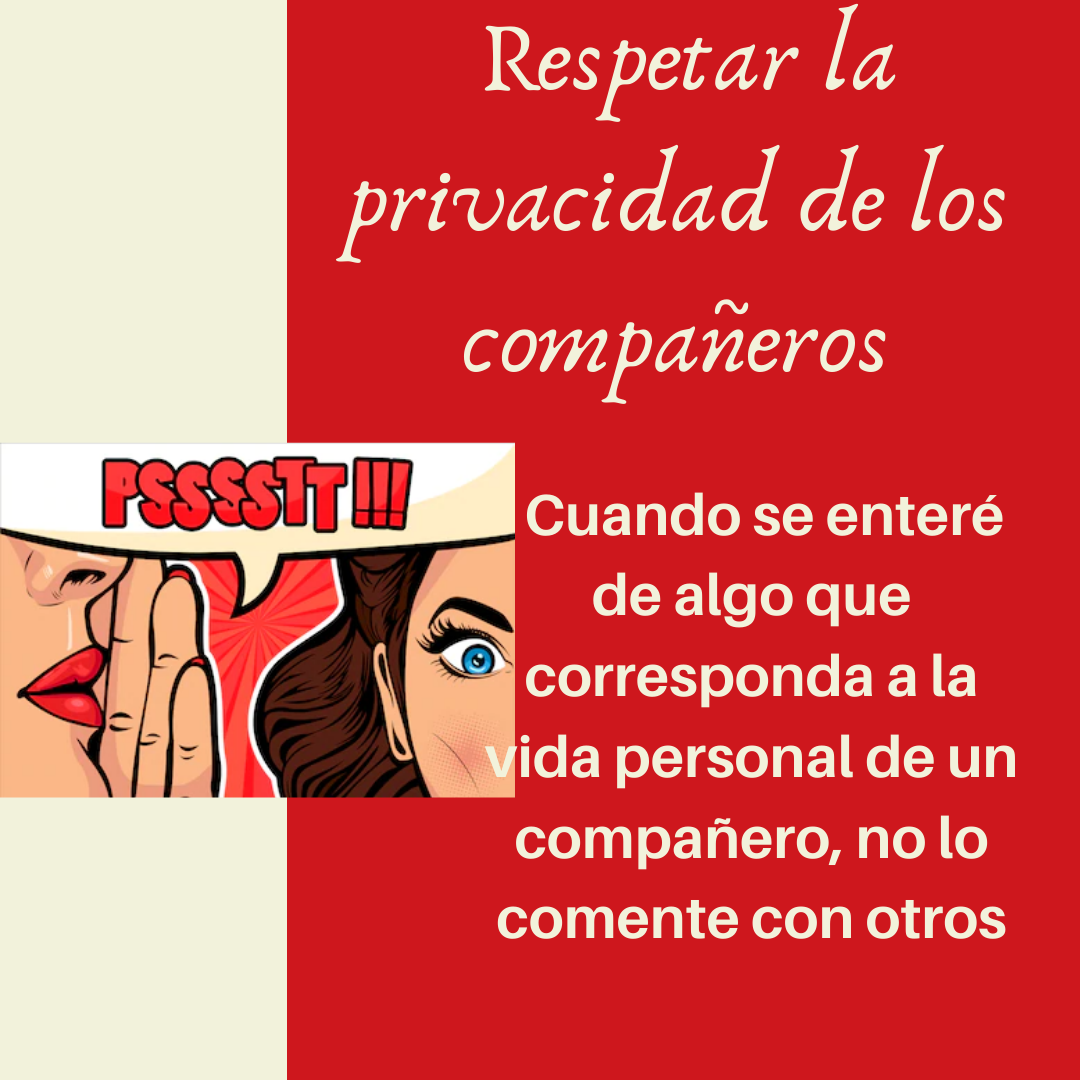 Respetar la
privacidad de los
compañeros
PSSSSTT!!!
Cuando se enteré
de algo que
corresponda a la
vida personal de un
compañero, no lo
comente con otros